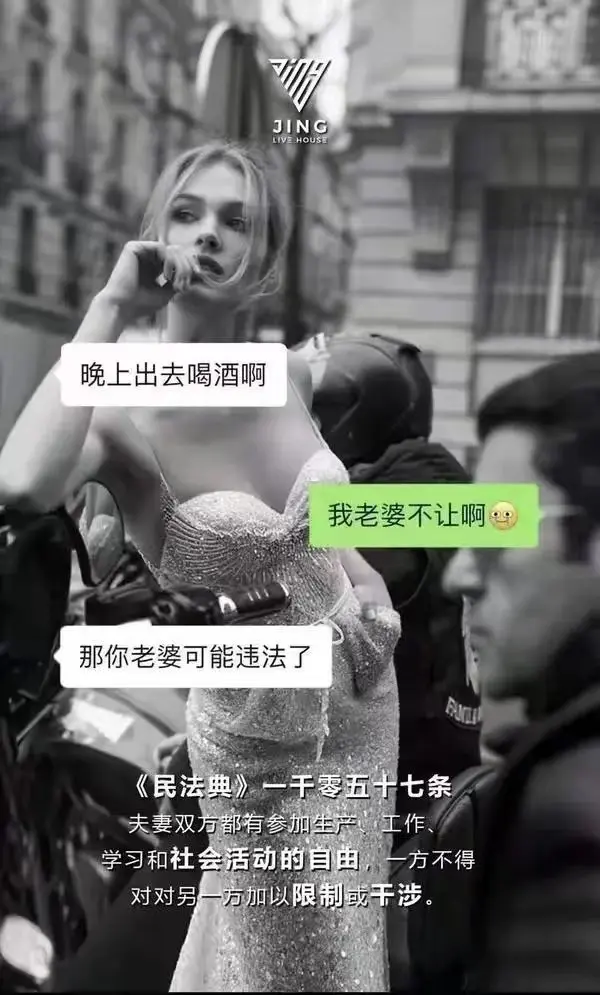 JING
JING
LIVE HOUSE
晚上出去喝酒啊
我老婆不让啊
那你老婆可能违法了
《民法典》一千零五十七条
夫妻双方都有参加生产、工作、
学习和社会活动的自由，一方不得
对对另一方加以限制或干涉。